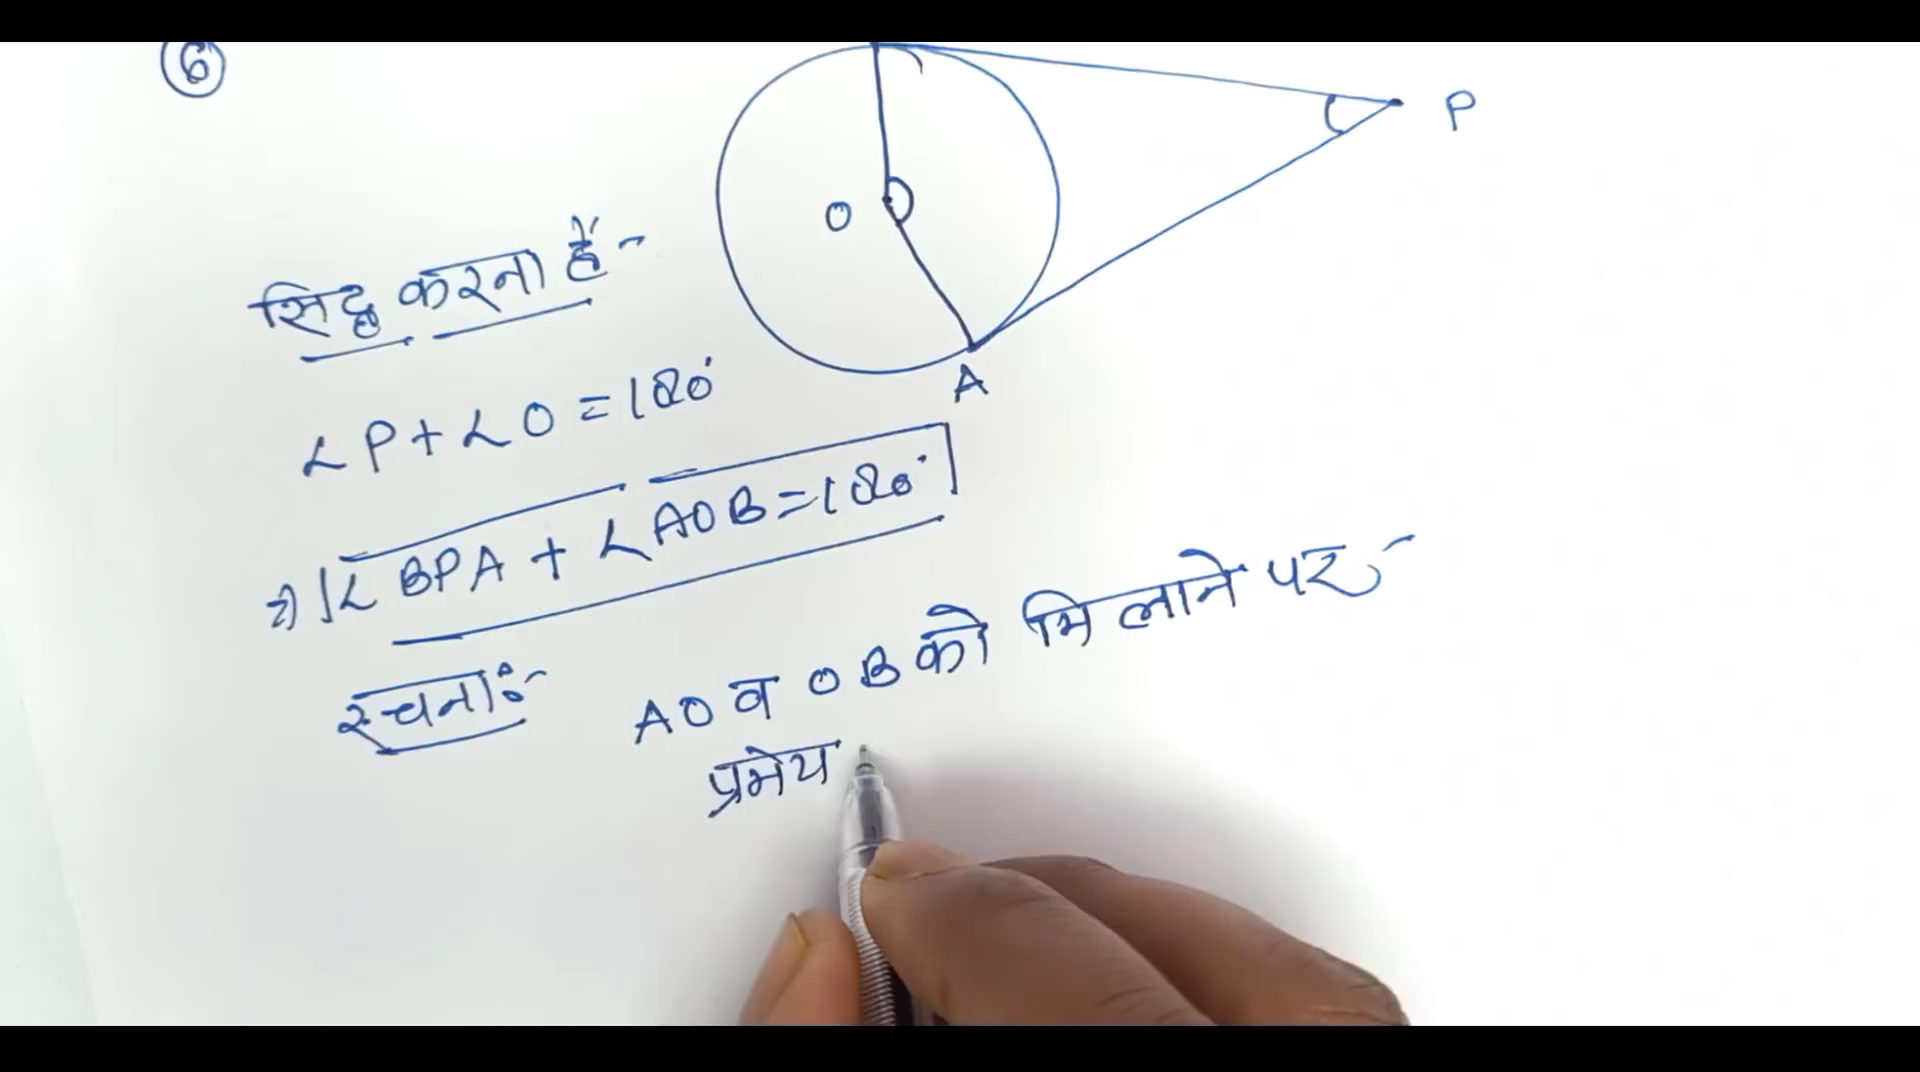 6
P
O
A
सिद्ध करना है -
∠P + ∠O = 180°
⇒ ∠BPA + ∠AOB = 180°
रचनाः- AO व OB को मिलाने पर -
प्रमेय